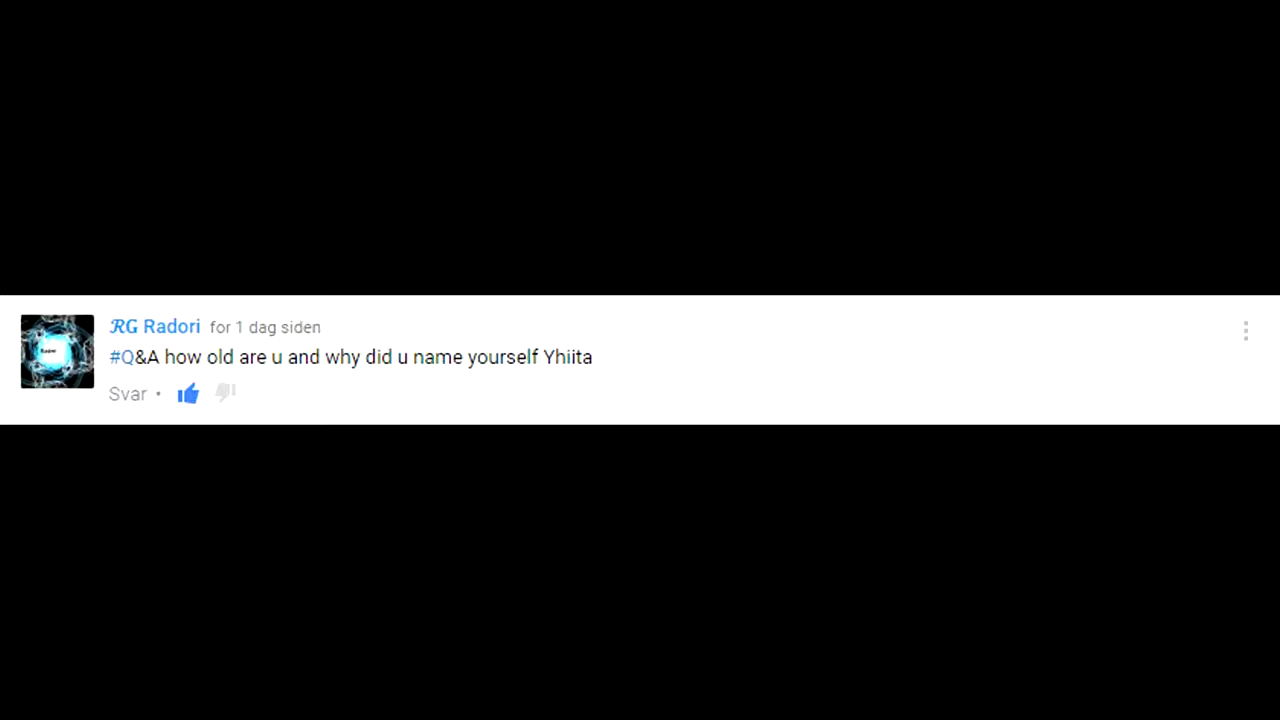 ℛG Radori for 1 dag siden
#Q&A how old are u and why did u name yourself Yhiita
Svar •